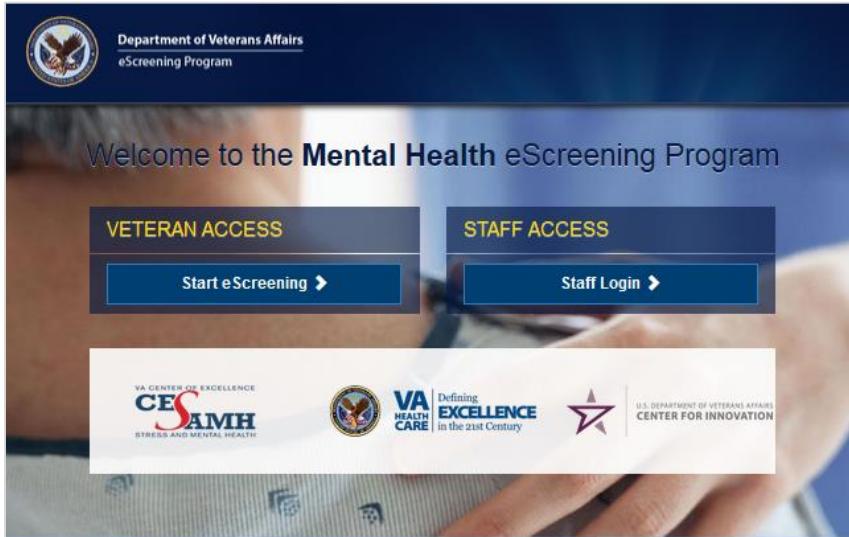 Department of Veterans Affairs
eScreening Program
Welcome to the Mental Health eScreening Program
VETERAN ACCESS
Start eScreening
STAFF ACCESS
Staff Login
VA CENTER OF EXCELLENCE
CESAMH
STRESS AND MENTAL HEALTH
VA
HEALTH
CARE
Defining
EXCELLENCE
in the 21st Century
U.S. DEPARTMENT OF VETERANS AFFAIRS
CENTER FOR INNOVATION